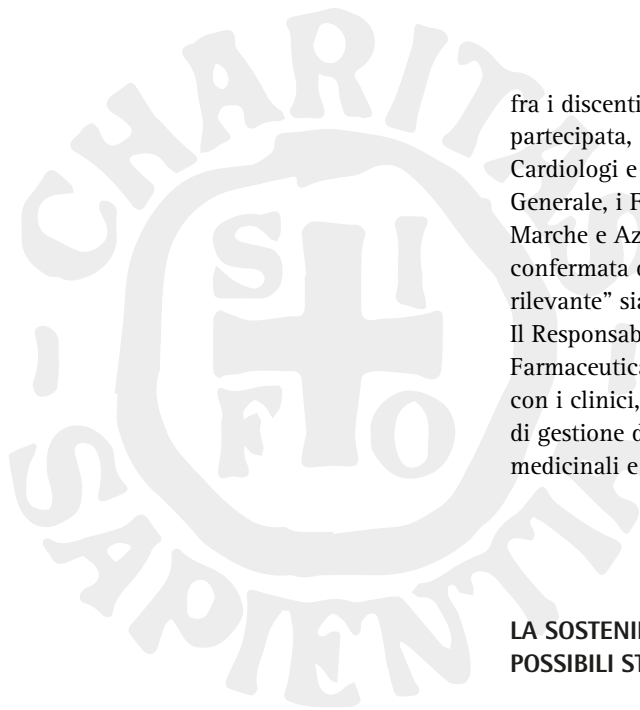 - CHARITAS
SAPIENTIA
S I
F O
fra i discenti
partecipata,
Cardiologi e
Generale, i F
Marche e Az
confermata
rilevante” sia
Il Responsab
Farmaceutica
con i clinici,
di gestione d
medicinali e
LA SOSTENI
POSSIBILI ST